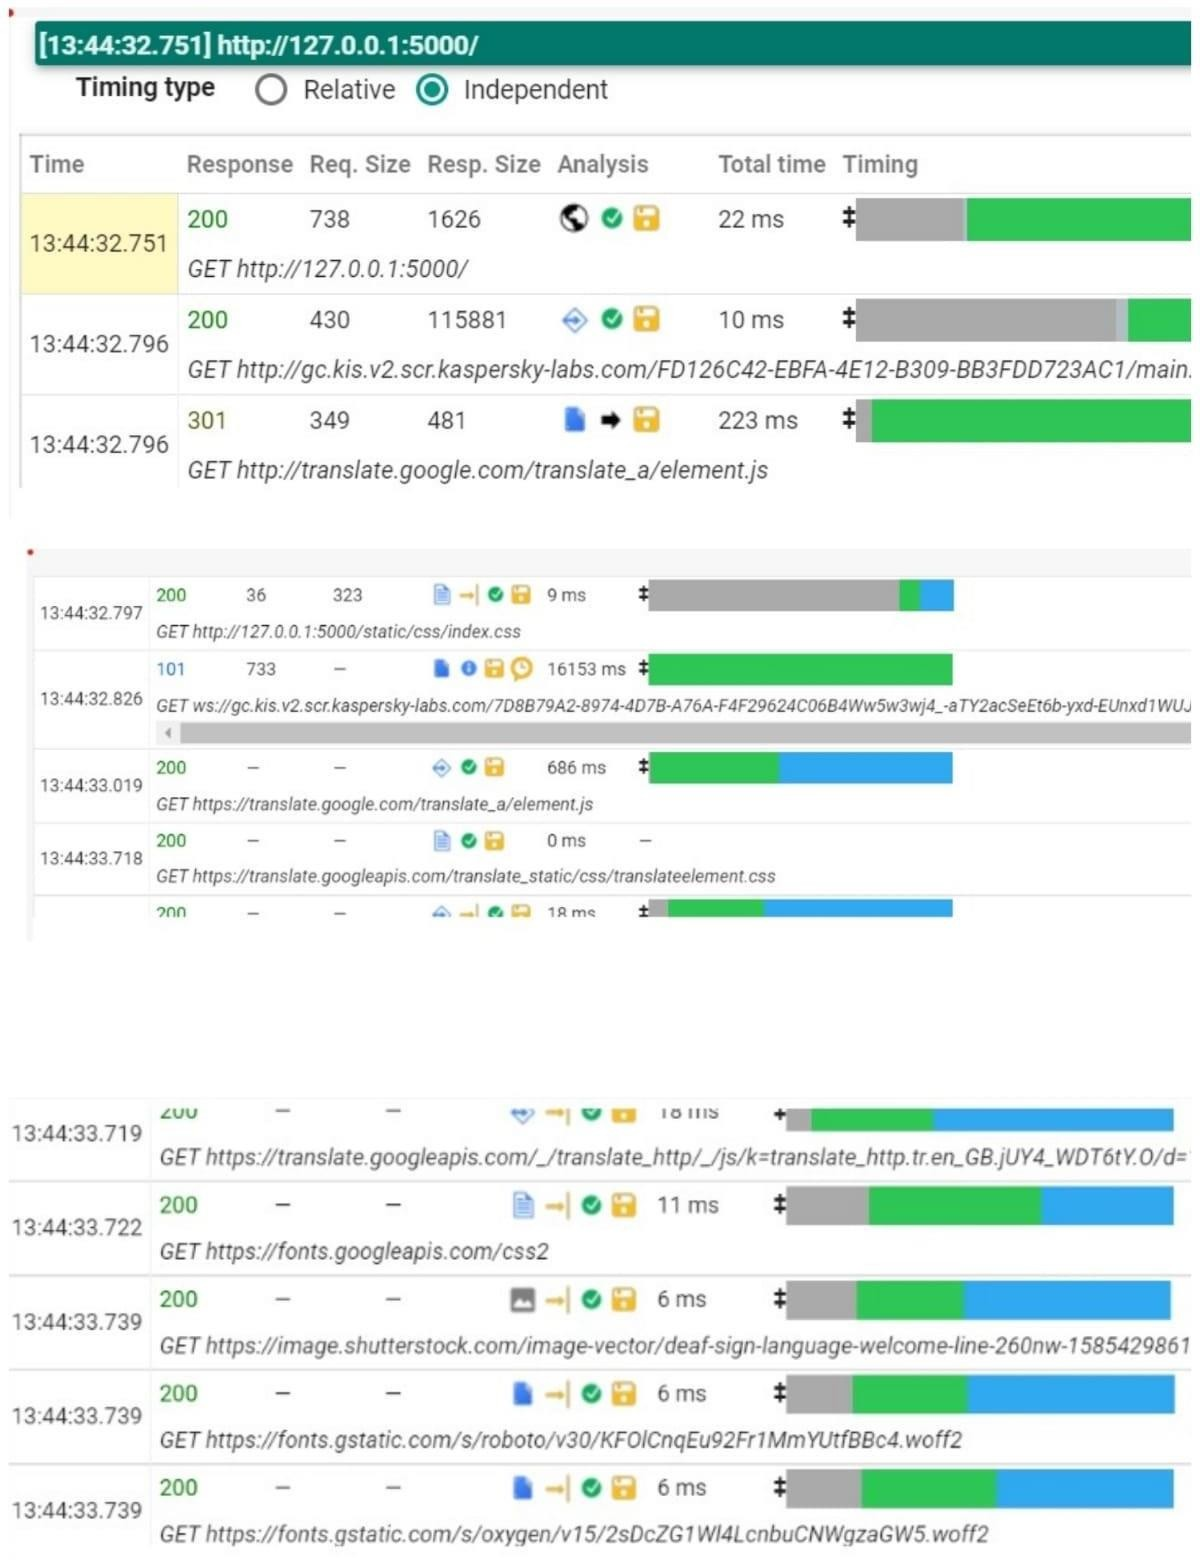 [13:44:32.751] http://127.0.0.1:5000/
Timing type Relative Independent
Time Response Req. Size Resp. Size Analysis Total time Timing
13:44:32.751 200 738 1626 22 ms
GET http://127.0.0.1:5000/
13:44:32.796 200 430 115881 10 ms
GET http://gc.kis.v2.scr.kaspersky-labs.com/FD126C42-EBFA-4E12-B309-BB3FDD723AC1/main.
13:44:32.796 301 349 481 223 ms
GET http://translate.google.com/translate_a/element.js
13:44:32.797 200 36 323 9 ms
GET http://127.0.0.1:5000/static/css/index.css
13:44:32.826 101 733 – 16153 ms
GET ws://gc.kis.v2.scr.kaspersky-labs.com/7D8B79A2-8974-4D7B-A76A-F4F29624C06B4Ww5w3wj4_-aTY2acSeEt6b-yxd-EUnxd1WUJ
13:44:33.019 200 – – 686 ms
GET https://translate.google.com/translate_a/element.js
13:44:33.718 200 – – 0 ms –
GET https://translate.googleapis.com/translate_static/css/translateelement.css
200 – – 18 ms
13:44:33.719 200 – – 18 ms
GET https://translate.googleapis.com/_/translate_http/_/js/k=translate_http.tr.en_GB.jUY4_WDT6tY.O/d=
13:44:33.722 200 – – 11 ms
GET https://fonts.googleapis.com/css2
13:44:33.739 200 – – 6 ms
GET https://image.shutterstock.com/image-vector/deaf-sign-language-welcome-line-260nw-1585429861
13:44:33.739 200 – – 6 ms
GET https://fonts.gstatic.com/s/roboto/v30/KFOlCnqEu92Fr1MmYUtfBBc4.woff2
13:44:33.739 200 – – 6 ms
GET https://fonts.gstatic.com/s/oxygen/v15/2sDcZG1Wl4LcnbuCNWgzaGW5.woff2